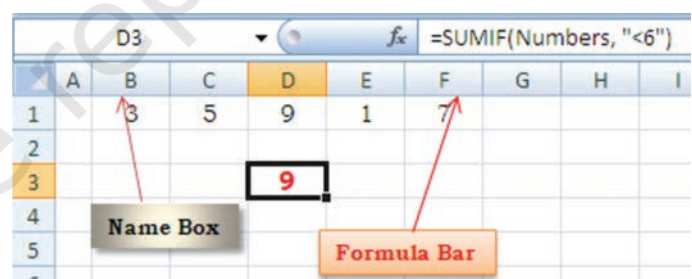 D3 fx =SUMIF(Numbers, "<6")
A B C D E F G H I
1 3 5 9 1 7
2
3 9
4 Name Box
5 Formula Bar